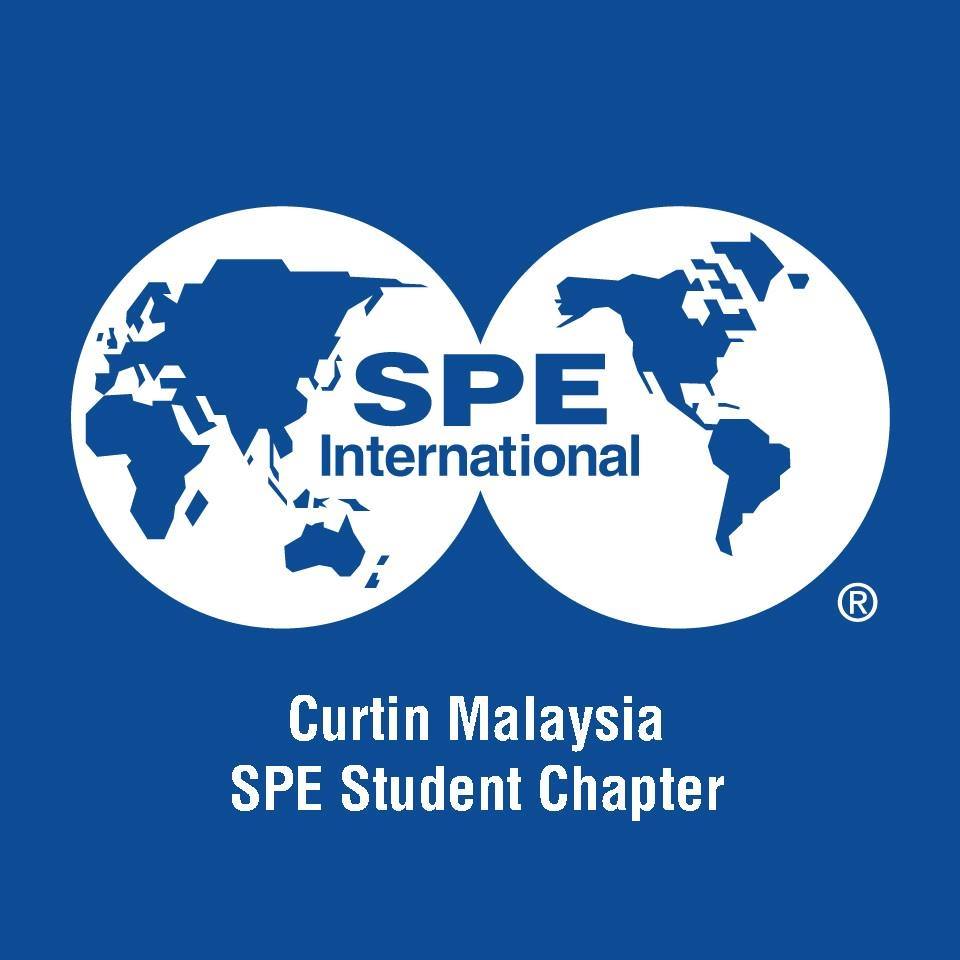 SPE
International
®
Curtin Malaysia
SPE Student Chapter